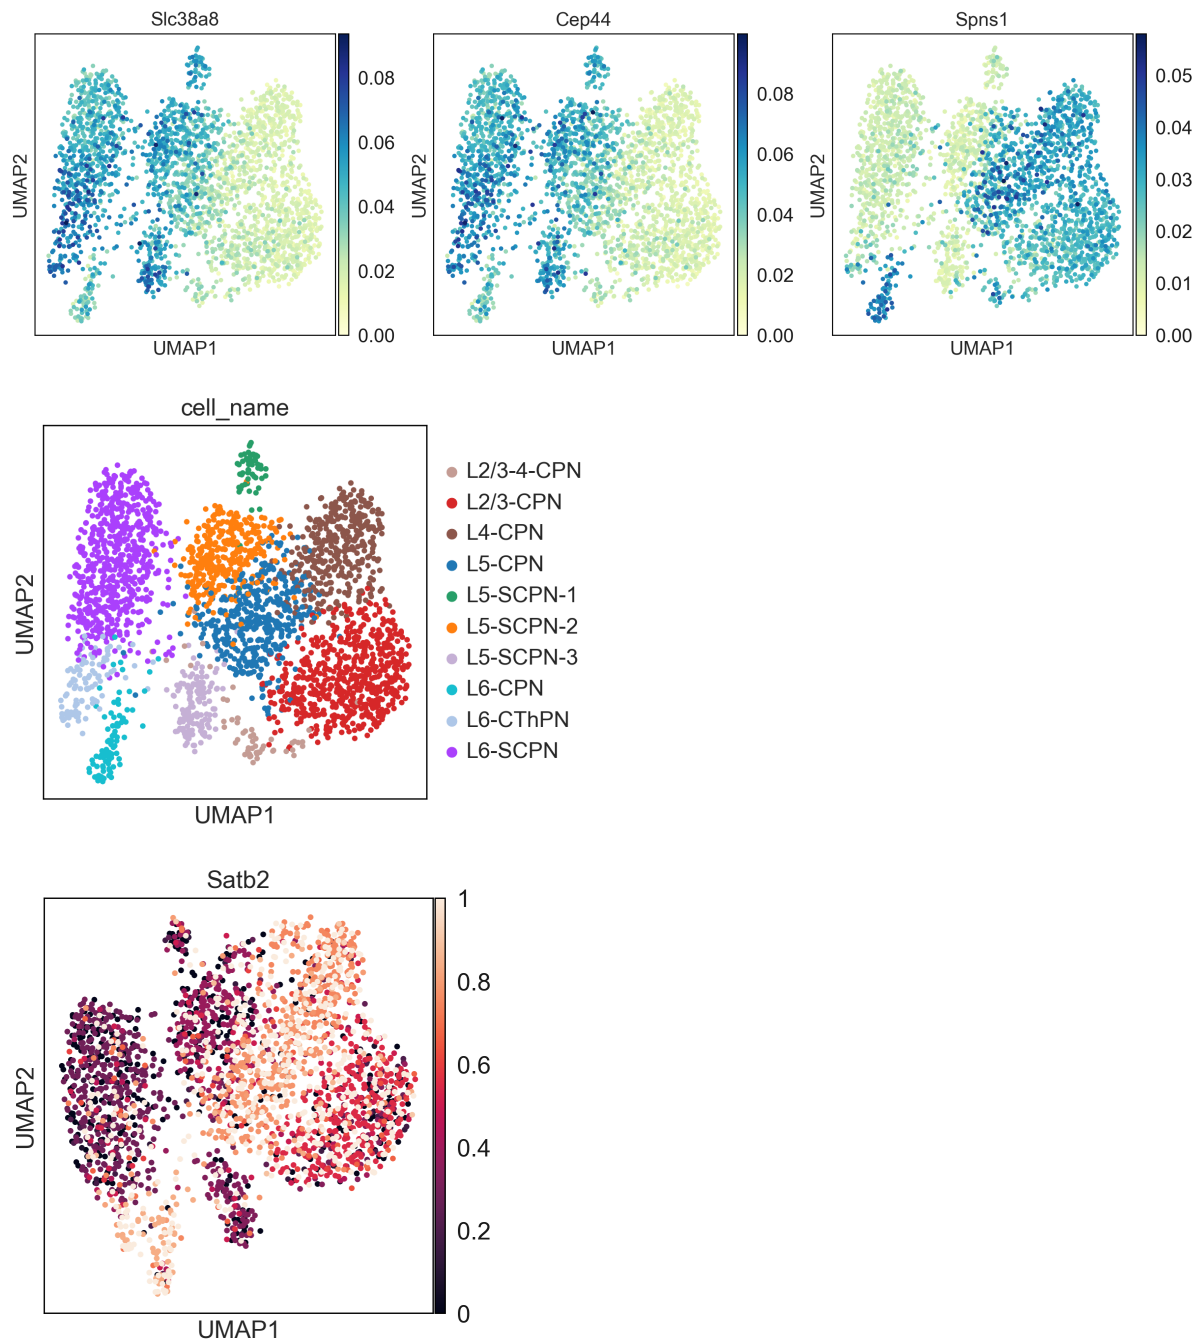 Slc38a8
Cep44
Spns1
0.08
0.06
0.04
0.02
0.00
UMAP2
UMAP1
0.08
0.06
0.04
0.02
0.00
UMAP2
UMAP1
0.05
0.04
0.03
0.02
0.01
0.00
UMAP2
UMAP1
cell_name
UMAP2
UMAP1
L2/3-4-CPN
L2/3-CPN
L4-CPN
L5-CPN
L5-SCPN-1
L5-SCPN-2
L5-SCPN-3
L6-CPN
L6-CThPN
L6-SCPN
Satb2
1
0.8
0.6
0.4
0.2
0
UMAP2
UMAP1